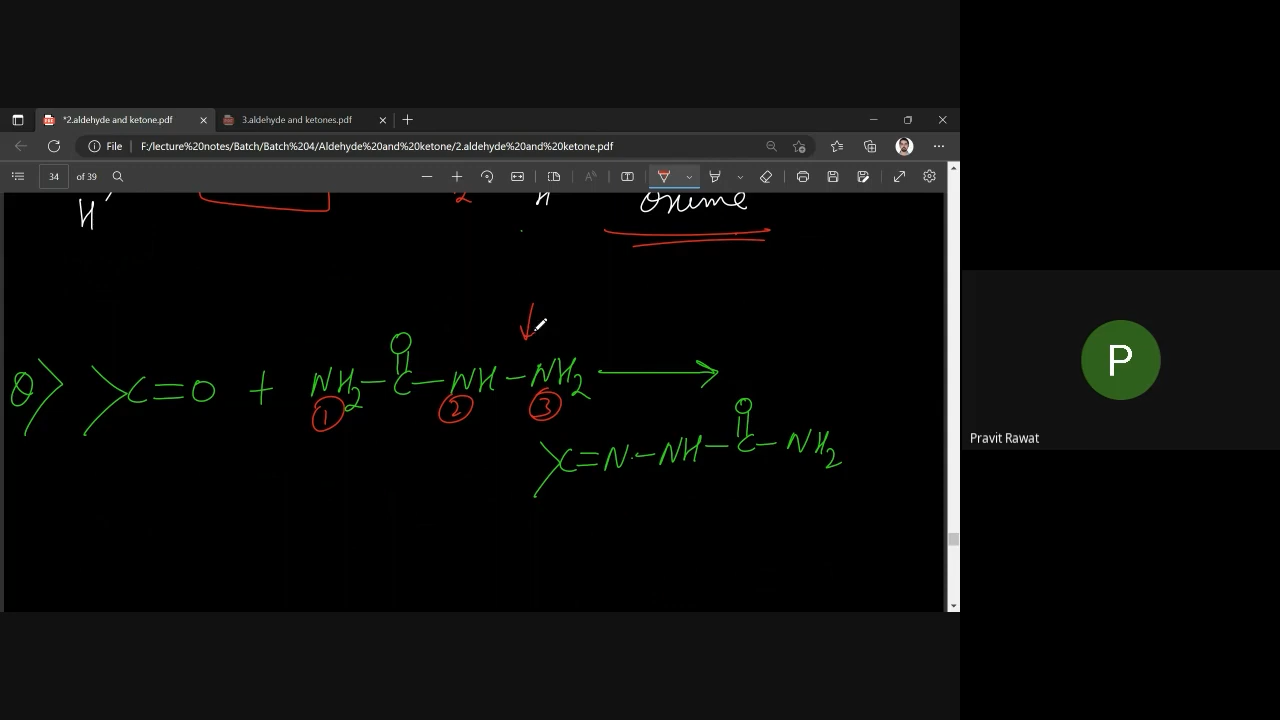 *2.aldehyde and ketone.pdf
3.aldehyde and ketones.pdf
File F:/lecture%20notes/Batch/Batch%204/Aldehyde%20and%20ketone/2.aldehyde%20and%20ketone.pdf
34 of 39
H 2 H Oxime
Q> >C=O + NH2-C-NH-NH2 →
O
1 2 3
O
>C=N-NH-C-NH2
P
Pravit Rawat